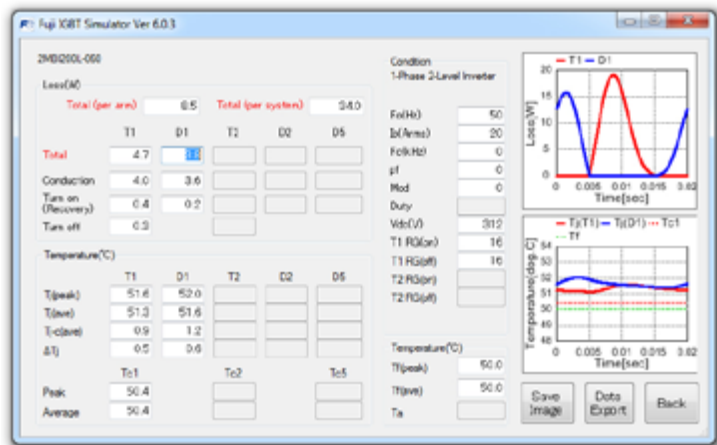 Fuji IGBT Simulator Ver 6.0.3
Loss(W)
Total (per arm) 8.5 Total (per system) 34.0
T1 D1 T2 D2 D5
Total 4.7
Conduction 4.0 3.6
Turn on 0.4 0.2
(Recovery)
Turn off 0.3
Temperature(°C)
T1 D1 T2 D2 D5
Tj(peak) 51.6 52.0
Tj(ave) 51.3 51.6
Tj-c(ave) 0.9 1.2
ΔTj 0.5 0.6
Tc1 Tc2 Tc5
Peak 50.4
Average 50.4
Condition
1-Phase 2-Level Inverter
Fo(Hz) 50
Io(Arms) 20
Fc(kHz) 0
pf 0
Mod 0
Duty
Vdc(V) 312
T1 RG(on) 16
T1 RG(off) 16
T2 RG(on)
T2 RG(off)
Temperature(°C)
Tf(peak) 50.0
Tf(ave) 50.0
Ta
T1 D1
Loss[W]
20
15
10
5
0
0 0.005 0.01 0.015 0.02
Time[sec]
Tj(T1) Tj(D1) Tc1
Tf
Temperature[deg.C]
54
53
52
51
50
49
48
0 0.005 0.01 0.015 0.02
Time[sec]
Save Image
Data Export
Back